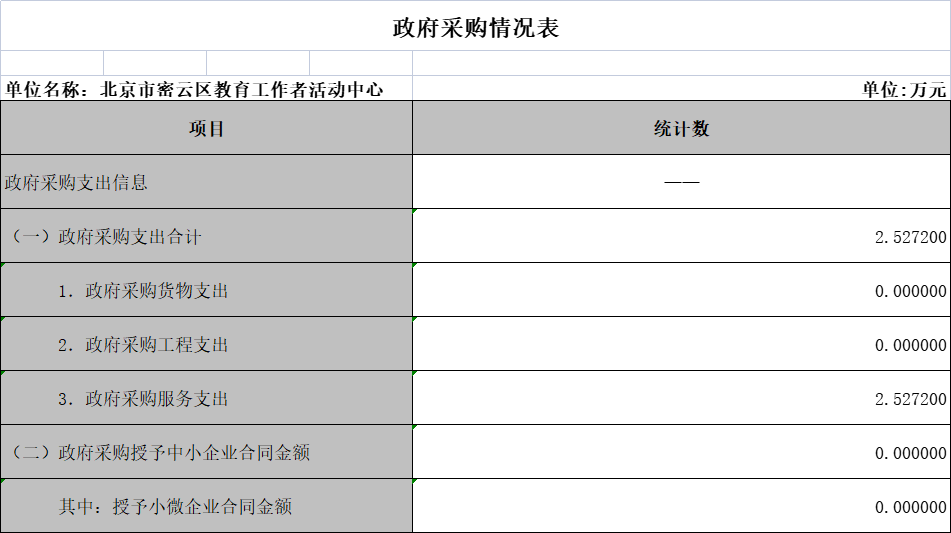 政府采购情况表
单位名称：北京市密云区教育工作者活动中心 单位:万元
项目 统计数
政府采购支出信息 ——
（一）政府采购支出合计 2.527200
1．政府采购货物支出 0.000000
2．政府采购工程支出 0.000000
3．政府采购服务支出 2.527200
（二）政府采购授予中小企业合同金额 0.000000
其中：授予小微企业合同金额 0.000000